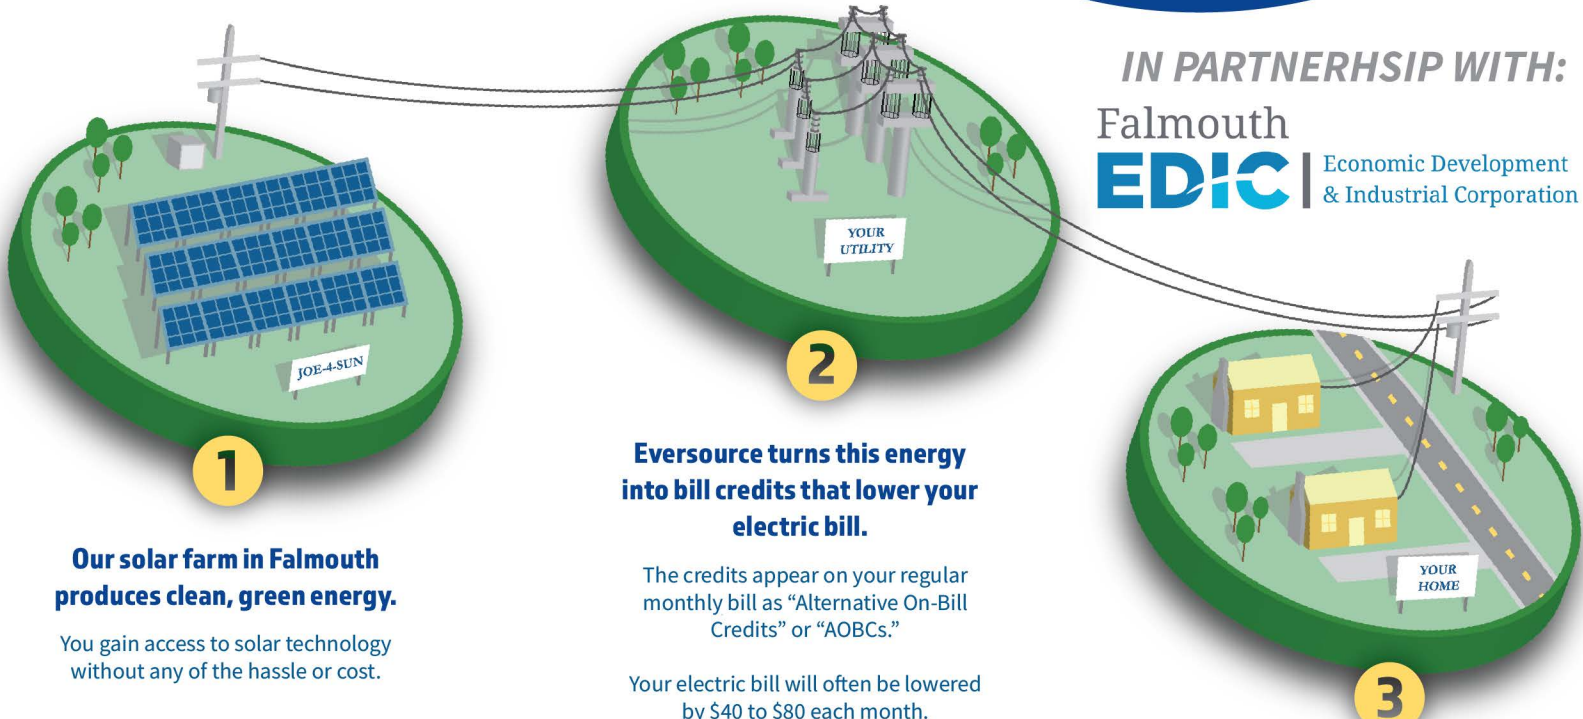 IN PARTNERHSIP WITH:
Falmouth
EDIC
Economic Development
& Industrial Corporation
JOE-4-SUN
1
Our solar farm in Falmouth
produces clean, green energy.
You gain access to solar technology
without any of the hassle or cost.
YOUR
UTILITY
2
Eversource turns this energy
into bill credits that lower your
electric bill.
The credits appear on your regular
monthly bill as “Alternative On-Bill
Credits” or “AOBCs.”
Your electric bill will often be lowered
by $40 to $80 each month.
YOUR
HOME
3